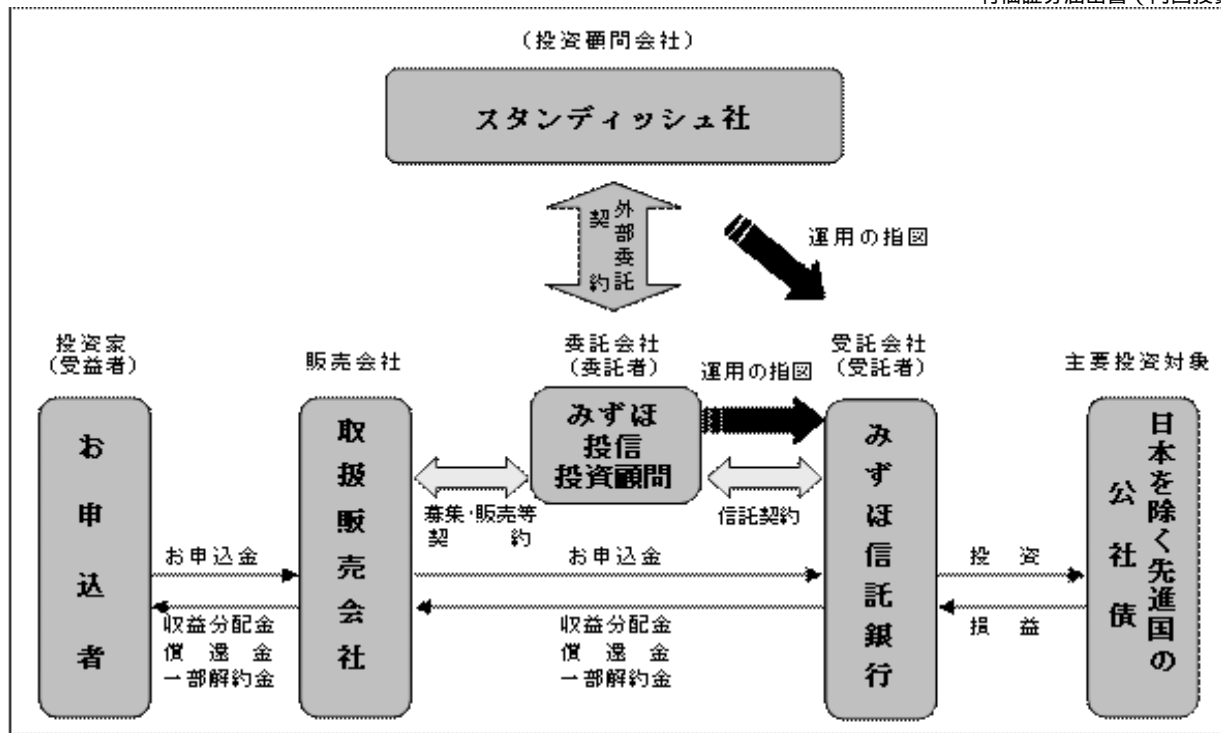 (投資顧問会社)
スタンディッシュ社
外部委託
契約
運用の指図
投資家
(受益者)
販売会社
委託会社
(委託者)
運用の指図
受託会社
(受託者)
主要投資対象
お申込者
取扱販売会社
みずほ
投信
投資顧問
みずほ信託銀行
日本を除く先進国の
公社債
募集・販売等
契約
信託契約
お申込金
お申込金
投資
収益分配金
償還金
一部解約金
収益分配金
償還金
一部解約金
損益